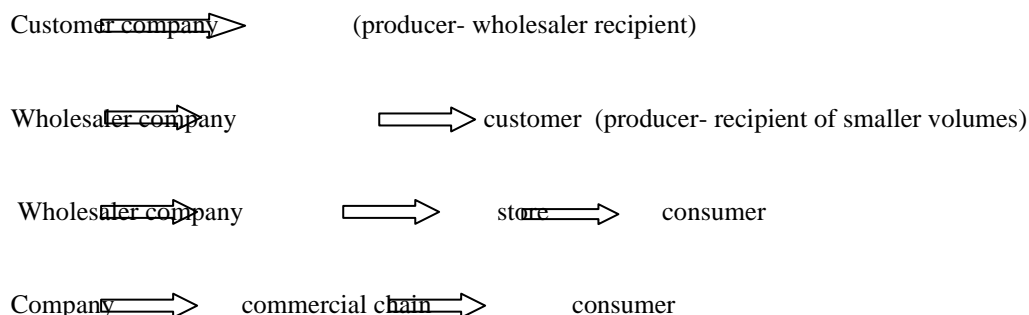 Customer company (producer- wholesaler recipient)
Wholesaler company customer (producer- recipient of smaller volumes)
Wholesaler company store consumer
Company commercial chain consumer